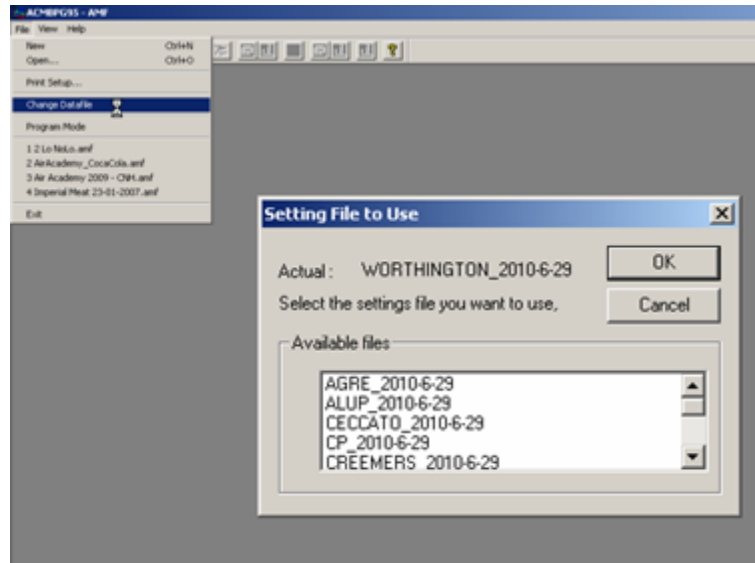 ACMBPG9S - AMF
File View Help
New Ctrl+N
Open... Ctrl+O
Print Setup...
Change Datafile
Program Mode
1 2 Lo NoLo.amf
2 AirAcademy_CocaCola.amf
3 Air Academy 2009 - CNH.amf
4 Imperial Meat 23-01-2007.amf
Exit
Setting File to Use
Actual : WORTHINGTON_2010-6-29
OK
Select the settings file you want to use,
Cancel
Available files
AGRE_2010-6-29
ALUP_2010-6-29
CECCATO_2010-6-29
CP_2010-6-29
CREEMERS_2010-6-29